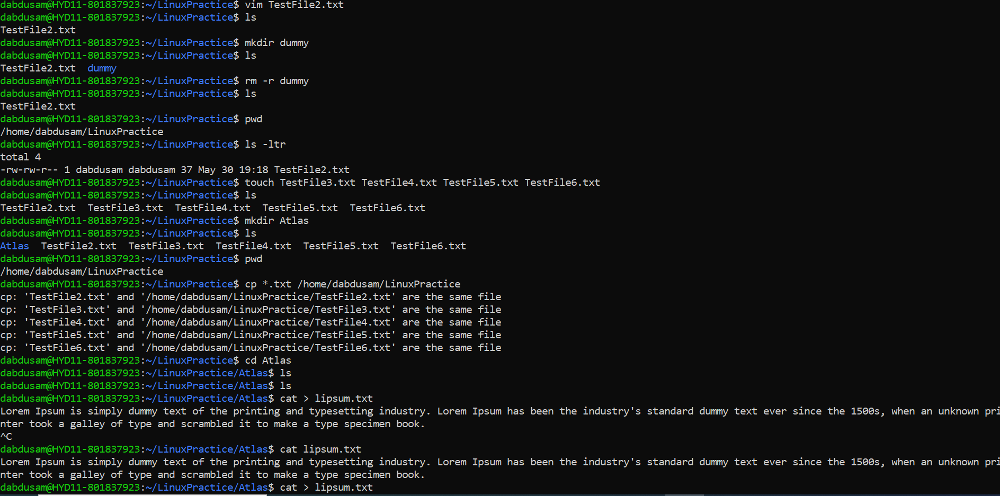 dabdusam@HYD11-801837923:~/LinuxPractice$ vim TestFile2.txt
dabdusam@HYD11-801837923:~/LinuxPractice$ ls
TestFile2.txt
dabdusam@HYD11-801837923:~/LinuxPractice$ mkdir dummy
dabdusam@HYD11-801837923:~/LinuxPractice$ ls
TestFile2.txt  dummy
dabdusam@HYD11-801837923:~/LinuxPractice$ rm -r dummy
dabdusam@HYD11-801837923:~/LinuxPractice$ ls
TestFile2.txt
dabdusam@HYD11-801837923:~/LinuxPractice$ pwd
/home/dabdusam/LinuxPractice
dabdusam@HYD11-801837923:~/LinuxPractice$ ls -ltr
total 4
-rw-rw-r-- 1 dabdusam dabdusam 37 May 30 19:18 TestFile2.txt
dabdusam@HYD11-801837923:~/LinuxPractice$ touch TestFile3.txt TestFile4.txt TestFile5.txt TestFile6.txt
dabdusam@HYD11-801837923:~/LinuxPractice$ ls
TestFile2.txt  TestFile3.txt  TestFile4.txt  TestFile5.txt  TestFile6.txt
dabdusam@HYD11-801837923:~/LinuxPractice$ mkdir Atlas
dabdusam@HYD11-801837923:~/LinuxPractice$ ls
Atlas  TestFile2.txt  TestFile3.txt  TestFile4.txt  TestFile5.txt  TestFile6.txt
dabdusam@HYD11-801837923:~/LinuxPractice$ pwd
/home/dabdusam/LinuxPractice
dabdusam@HYD11-801837923:~/LinuxPractice$ cp *.txt /home/dabdusam/LinuxPractice
cp: 'TestFile2.txt' and '/home/dabdusam/LinuxPractice/TestFile2.txt' are the same file
cp: 'TestFile3.txt' and '/home/dabdusam/LinuxPractice/TestFile3.txt' are the same file
cp: 'TestFile4.txt' and '/home/dabdusam/LinuxPractice/TestFile4.txt' are the same file
cp: 'TestFile5.txt' and '/home/dabdusam/LinuxPractice/TestFile5.txt' are the same file
cp: 'TestFile6.txt' and '/home/dabdusam/LinuxPractice/TestFile6.txt' are the same file
dabdusam@HYD11-801837923:~/LinuxPractice$ cd Atlas
dabdusam@HYD11-801837923:~/LinuxPractice/Atlas$ ls
dabdusam@HYD11-801837923:~/LinuxPractice/Atlas$ ls
dabdusam@HYD11-801837923:~/LinuxPractice/Atlas$ cat > lipsum.txt
Lorem Ipsum is simply dummy text of the printing and typesetting industry. Lorem Ipsum has been the industry's standard dummy text ever since the 1500s, when an unknown pri
nter took a galley of type and scrambled it to make a type specimen book.
^C
dabdusam@HYD11-801837923:~/LinuxPractice/Atlas$ cat lipsum.txt
Lorem Ipsum is simply dummy text of the printing and typesetting industry. Lorem Ipsum has been the industry's standard dummy text ever since the 1500s, when an unknown pri
nter took a galley of type and scrambled it to make a type specimen book.
dabdusam@HYD11-801837923:~/LinuxPractice/Atlas$ cat > lipsum.txt